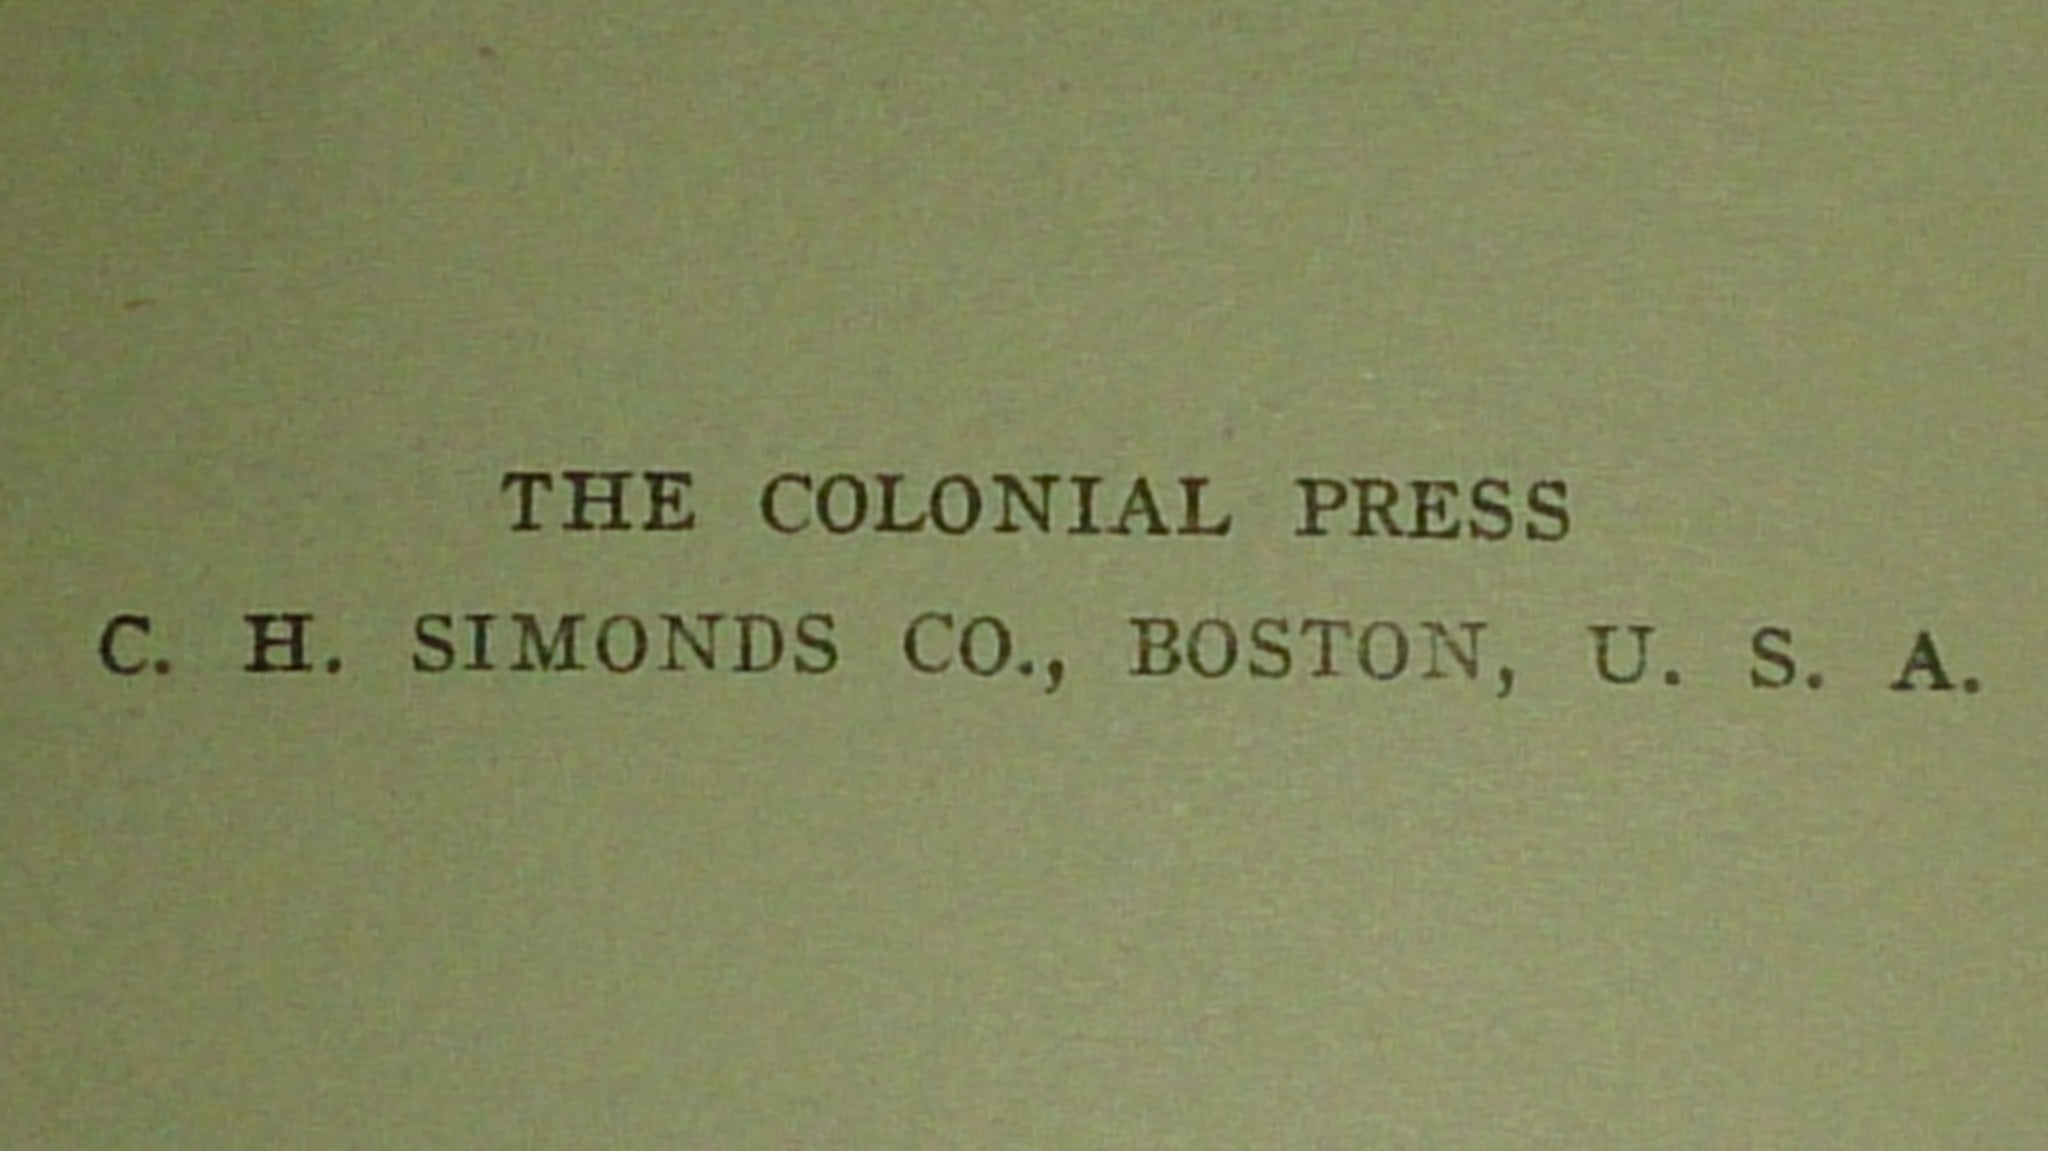 THE COLONIAL PRESS
C. H. SIMONDS CO., BOSTON, U. S. A.